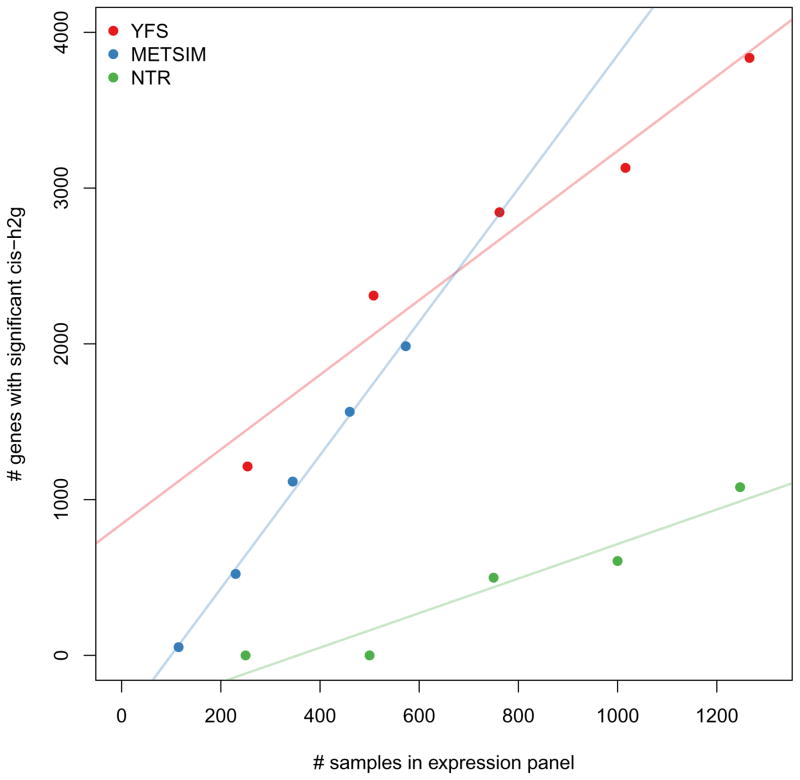 YFS
METSIM
NTR
# genes with significant cis−h2g
4000
3000
2000
1000
0
0 200 400 600 800 1000 1200
# samples in expression panel